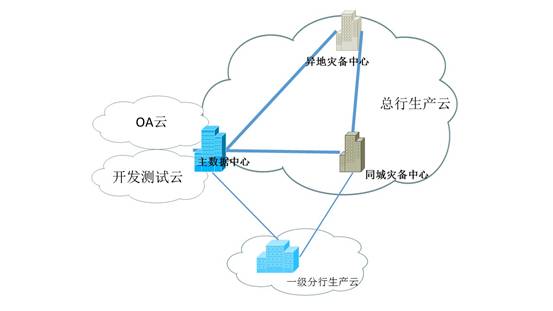 异地灾备中心
总行生产云
OA云
主数据中心
开发测试云
同城灾备中心
一级分行生产云